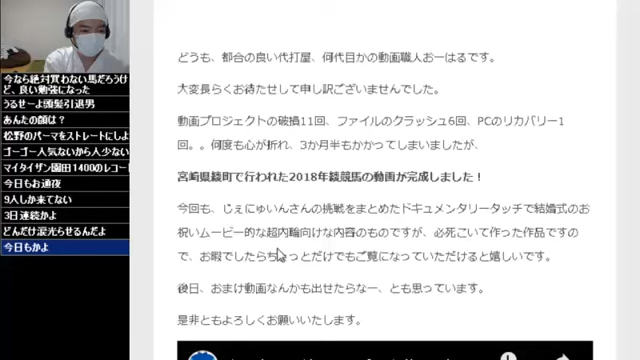 今なら絶対買わない馬だろうけ
ど、良い勉強になった
うるせーよ頭髪引退男
あんたの顔は？
松野のパーマをストレートにしよ
ゴーゴー人気ないから人少ない
マイタイザン園田1400のレコー
今日もお通夜
9人しか来てない
3日連続かよ
どんだけ涙光らせるんだよ
今日もかよ
どうも、都合の良い代打屋、何代目かの動画職人おーはるです。
大変長らくお待たせして申し訳ございませんでした。
動画プロジェクトの破損11回、ファイルのクラッシュ6回、PCのリカバリー1
回。。何度も心が折れ、3か月半もかかってしまいましたが、
宮崎県綾町で行われた2018年綾競馬の動画が完成しました！
今回も、じぇにゅいんさんの挑戦をまとめたドキュメンタリータッチで結婚式のお
祝いムービー的な超内輪向けな内容のものですが、必死こいて作った作品ですの
で、お暇でしたらちょっとだけでもご覧になっていただけると嬉しいです。
後日、おまけ動画なんかも出せたらなー、とも思っています。
是非ともよろしくお願いいたします。